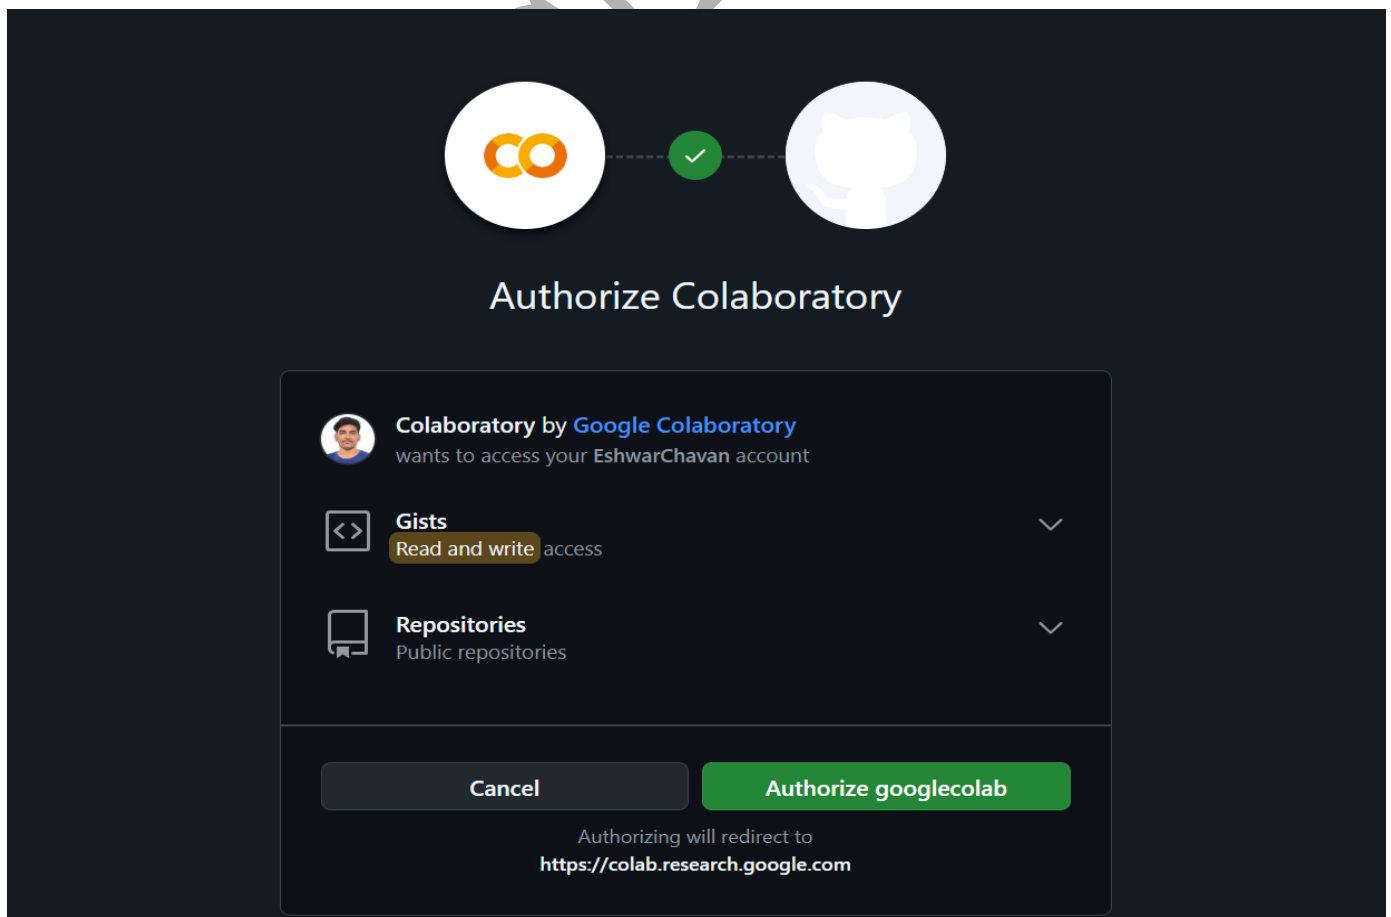 Authorize Colaboratory
Colaboratory by Google Colaboratory
wants to access your EshwarChavan account
Gists
Read and write access
Repositories
Public repositories
Cancel
Authorize googlecolab
Authorizing will redirect to
https://colab.research.google.com